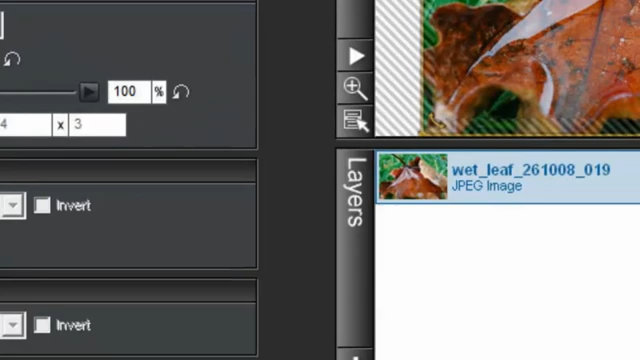 100 %
4 x 3
Invert
Invert
Layers
wet_leaf_261008_019
JPEG Image